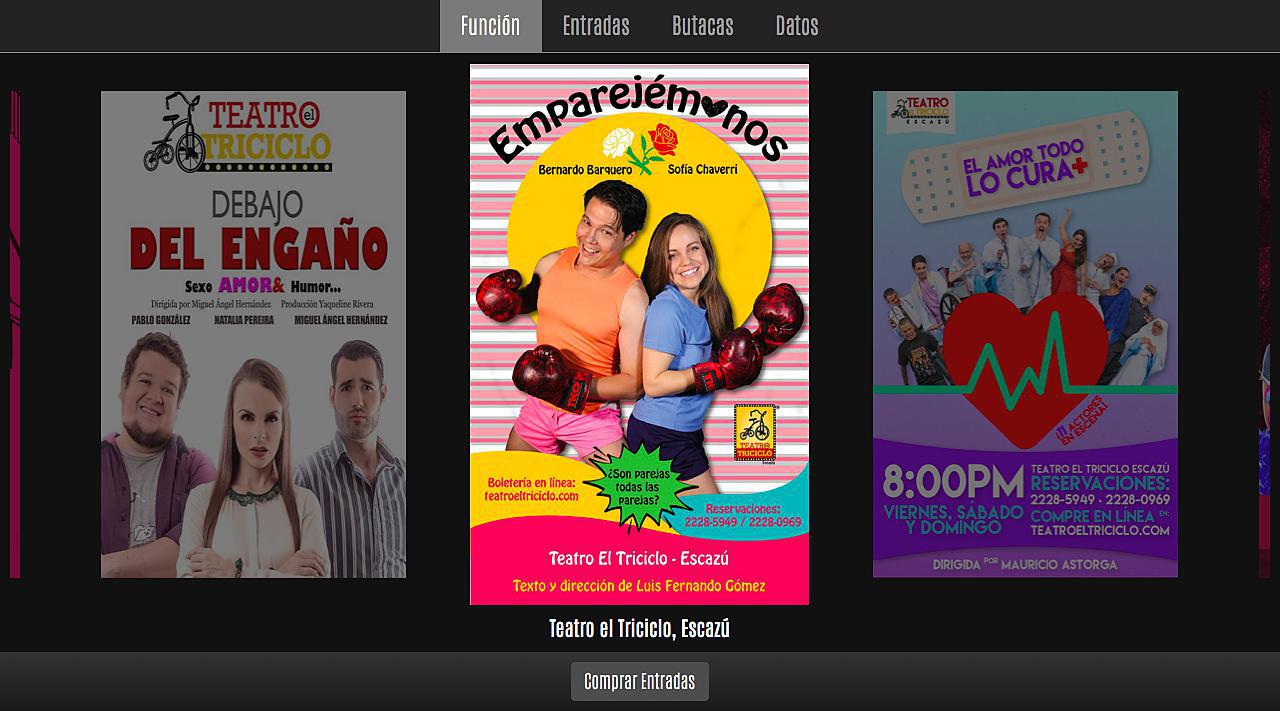 Función
Entradas
Butacas
Datos
TEATRO el
TRICICLO
DEBAJO
DEL ENGAÑO
Sexo AMOR& Humor...
Dirigida por Miguel Ángel Hernández Producción Yaqueline Rivera
PABLO GONZÁLEZ NATALIA PEREIRA MIGUEL ÁNGEL HERNÁNDEZ
Emparejémonos
Bernardo Barquero Sofía Chaverri
TEATRO
TRICICLO
¿Son parejas
todas las
parejas?
Boletería en línea:
teatroeltriciclo.com
Reservaciones:
2228-5949 / 2228-0969
Teatro El Triciclo - Escazú
Texto y dirección de Luis Fernando Gómez
TEATRO
EL TRICICLO
ESCAZÚ
EL AMOR TODO
LO CURA+
¡11 ACTORES
EN ESCENA!
8:00PM
VIERNES, SÁBADO
Y DOMINGO
TEATRO EL TRICICLO ESCAZÚ
RESERVACIONES:
2228-5949 · 2228-0969
COMPRE EN LÍNEA EN:
TEATROELTRICICLO.COM
DIRIGIDA POR MAURICIO ASTORGA
Teatro el Triciclo, Escazú
Comprar Entradas